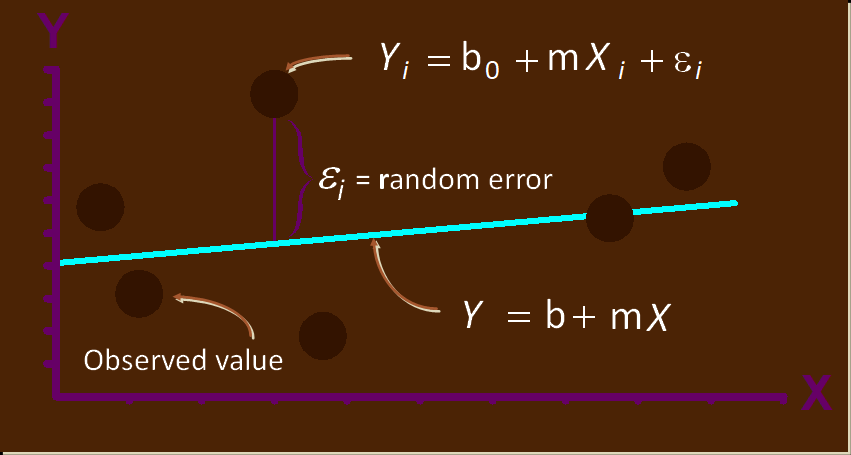 Y
Yᵢ = b₀ + mXᵢ + εᵢ
εᵢ = random error
Y = b + mX
Observed value
X